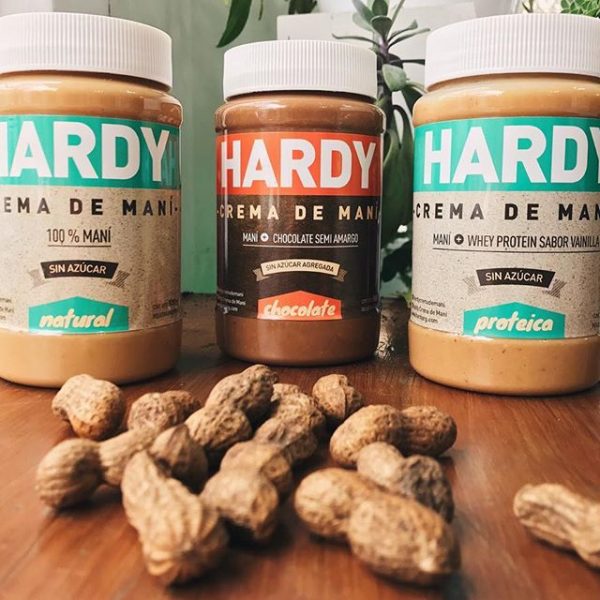 HARDY
CREMA DE MANÍ
100 % MANÍ
SIN AZÚCAR
natural
HARDY
CREMA DE MANÍ
MANÍ + CHOCOLATE SEMI AMARGO
SIN AZÚCAR AGREGADA
chocolate
HARDY
CREMA DE MANÍ
MANÍ + WHEY PROTEIN SABOR VAINILLA
SIN AZÚCAR
proteica